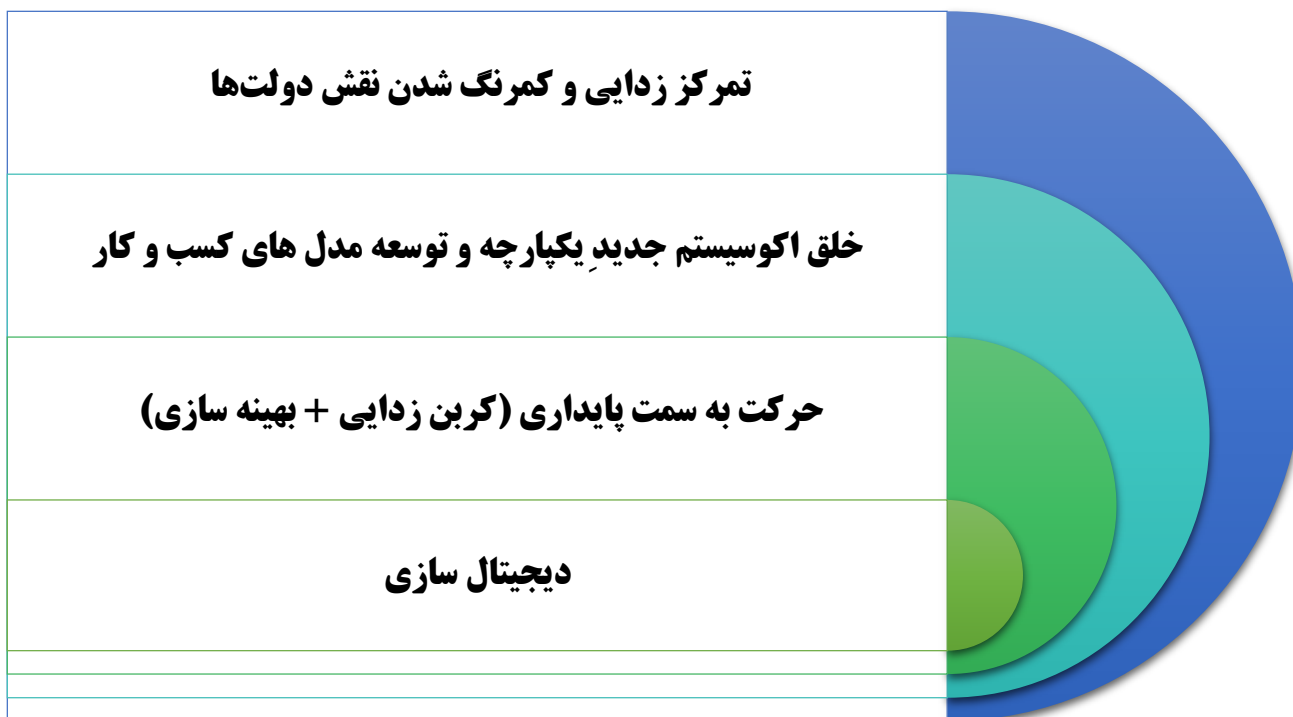 تمرکز زدایی و کمرنگ شدن نقش دولت‌ها
خلق اکوسیستم جدیدِ یکپارچه و توسعه مدل های کسب و کار
حرکت به سمت پایداری (کربن زدایی + بهینه سازی)
دیجیتال سازی